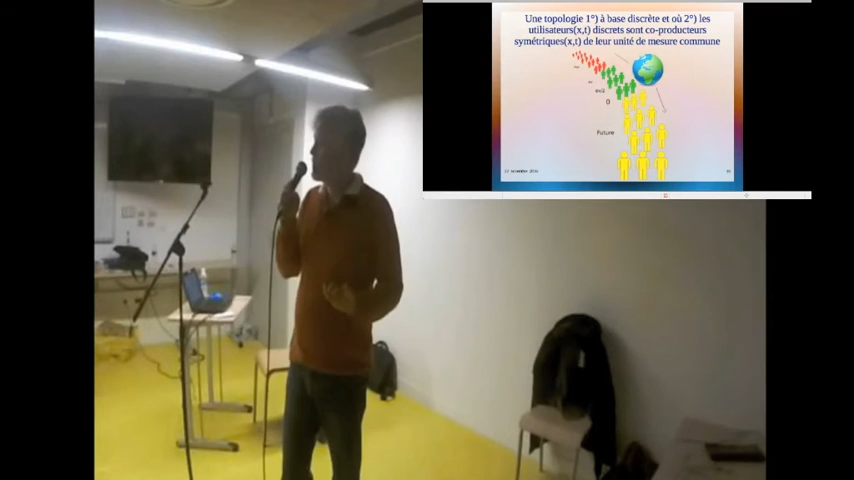 Une topologie 1°) à base discrète et où 2°) les
utilisateurs(x,t) discrets sont co-producteurs
symétriques(x,t) de leur unité de mesure commune
0
Future